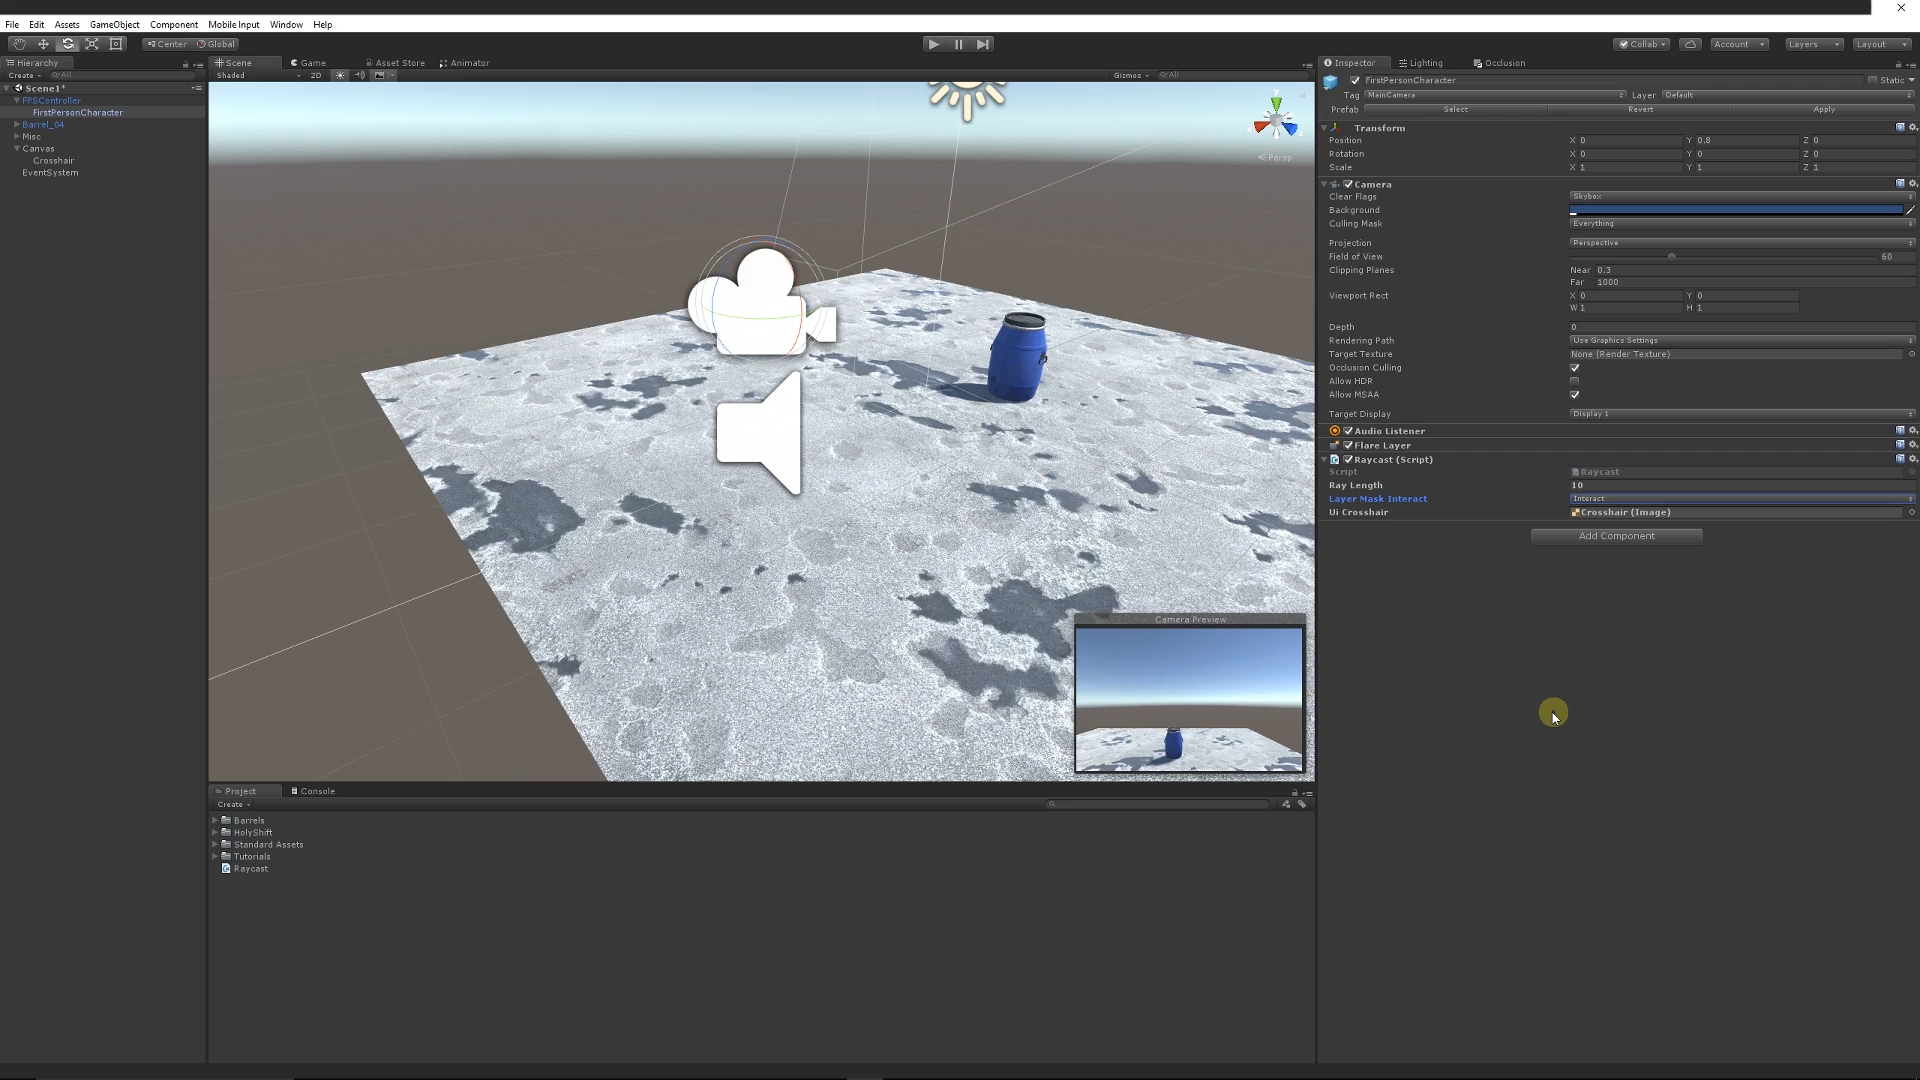 File Edit Assets GameObject Component Mobile Input Window Help
Center Global Collab Account Layers Layout
Hierarchy Scene Game Asset Store Animator Inspector Lighting Occlusion
Create All Shaded 2D Gizmos All
FirstPersonCharacter Static
Scene1*
Tag MainCamera Layer Default
FPSController
FirstPersonCharacter
Prefab Select Revert Apply
Barrel_04
Misc
Canvas
Crosshair
EventSystem
Persp
Transform
Position X 0 Y 0.8 Z 0
Rotation X 0 Y 0 Z 0
Scale X 1 Y 1 Z 1
Camera
Clear Flags Skybox
Background
Culling Mask Everything
Projection Perspective
Field of View 60
Clipping Planes Near 0.3
Far 1000
Viewport Rect X 0 Y 0
W 1 H 1
Depth 0
Rendering Path Use Graphics Settings
Target Texture None (Render Texture)
Occlusion Culling
Allow HDR
Allow MSAA
Target Display Display 1
Audio Listener
Flare Layer
Raycast (Script)
Script Raycast
Ray Length 10
Layer Mask Interact Interact
Ui Crosshair Crosshair (Image)
Add Component
Camera Preview
Project Console
Create
Barrels
HolyShift
Standard Assets
Tutorials
Raycast